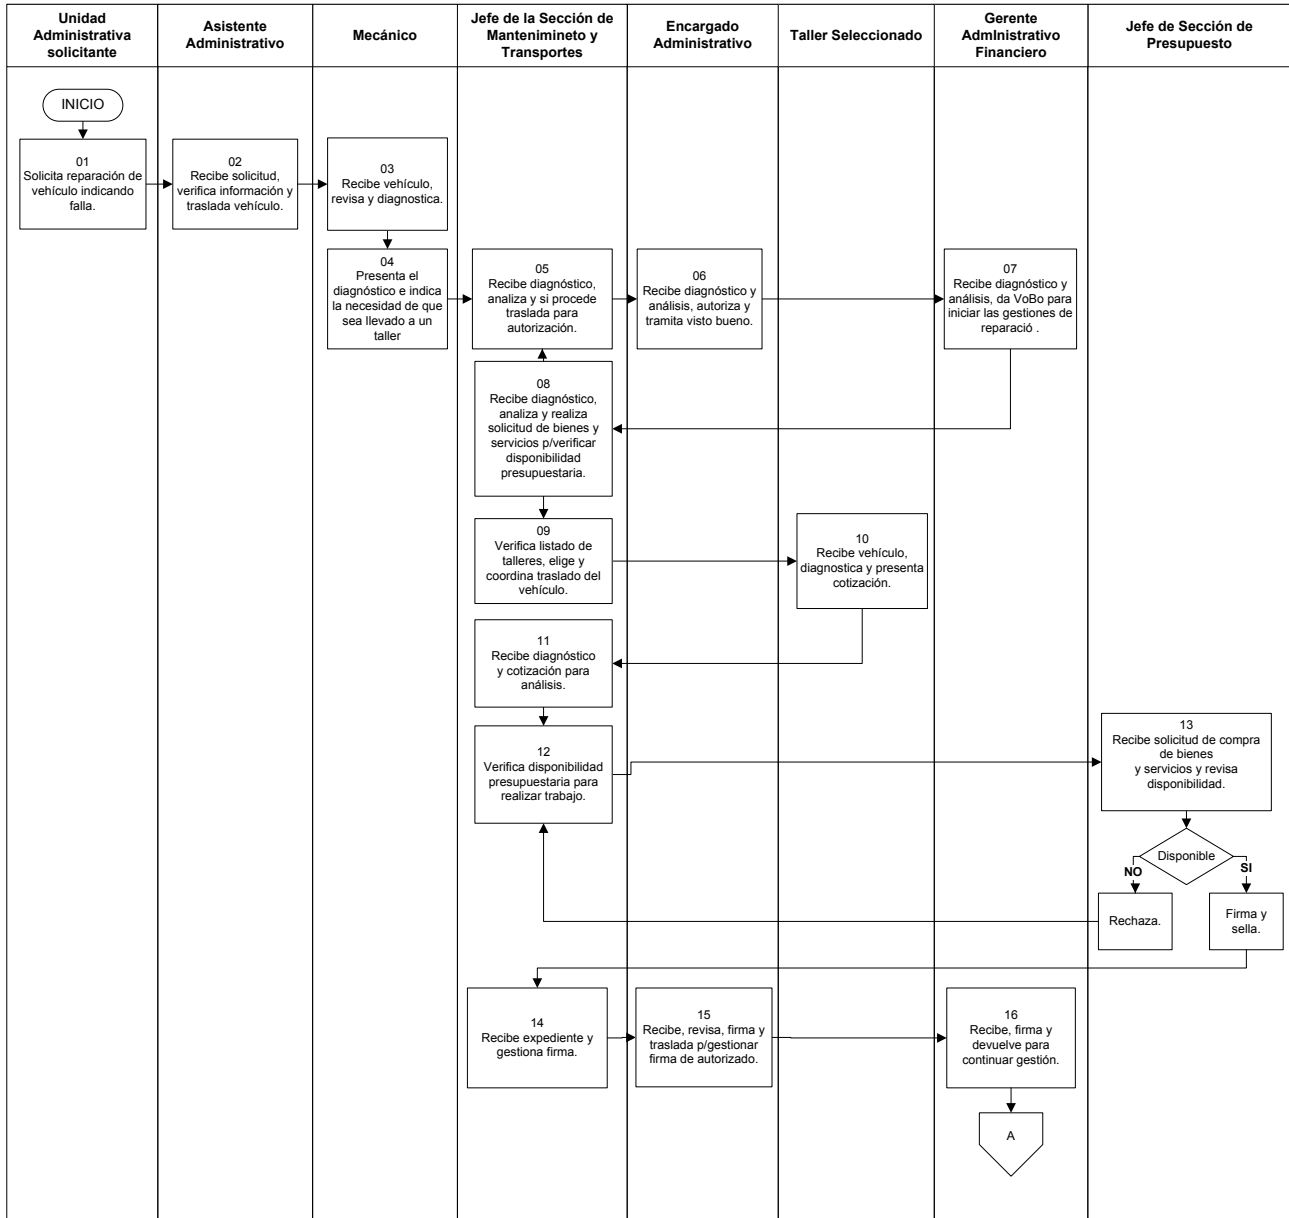 Unidad
Administrativa
solicitante
Asistente
Administrativo
Mecánico
Jefe de la Sección de
Mantenimineto y
Transportes
Encargado
Administrativo
Taller Seleccionado
Gerente
AdmInistrativo
Financiero
Jefe de Sección de
Presupuesto
INICIO
01
Solicita reparación de
vehículo indicando
falla.
02
Recibe solicitud,
verifica información y
traslada vehículo.
03
Recibe vehículo,
revisa y diagnostica.
04
Presenta el
diagnóstico e indica
la necesidad de que
sea llevado a un
taller
05
Recibe diagnóstico,
analiza y si procede
traslada para
autorización.
06
Recibe diagnóstico y
análisis, autoriza y
tramita visto bueno.
07
Recibe diagnóstico y
análisis, da VoBo para
iniciar las gestiones de
reparació .
08
Recibe diagnóstico,
analiza y realiza
solicitud de bienes y
servicios p/verificar
disponibilidad
presupuestaria.
09
Verifica listado de
talleres, elige y
coordina traslado del
vehículo.
10
Recibe vehículo,
diagnostica y presenta
cotización.
11
Recibe diagnóstico
y cotización para
análisis.
12
Verifica disponibilidad
presupuestaria para
realizar trabajo.
13
Recibe solicitud de compra
de bienes
y servicios y revisa
disponibilidad.
Disponible
NO
SI
Rechaza.
Firma y
sella.
14
Recibe expediente y
gestiona firma.
15
Recibe, revisa, firma y
traslada p/gestionar
firma de autorizado.
16
Recibe, firma y
devuelve para
continuar gestión.
A